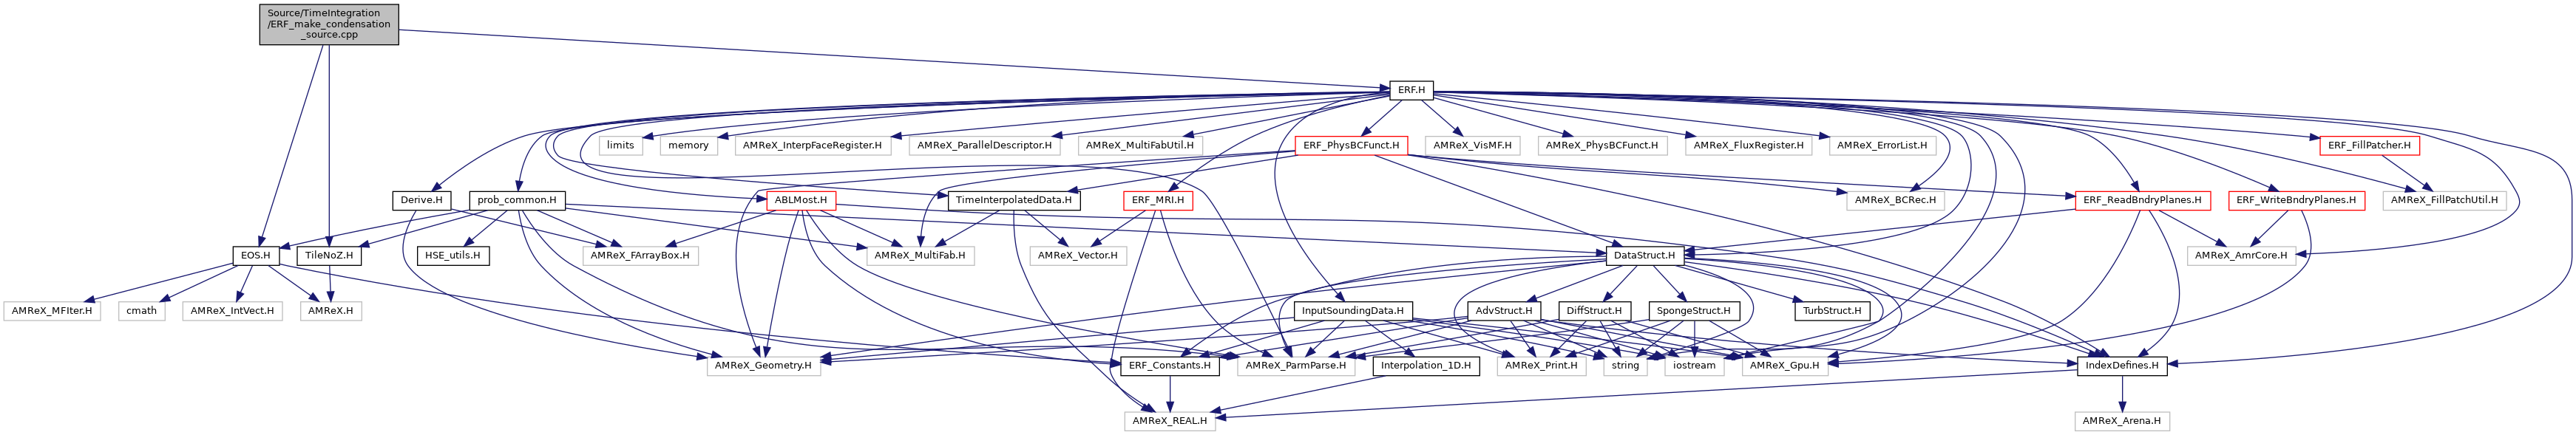 Source/TimeIntegration
/ERF_make_condensation
_source.cpp
ERF.H
limits
memory
AMReX_InterpFaceRegister.H
AMReX_ParallelDescriptor.H
AMReX_MultiFabUtil.H
ERF_PhysBCFunct.H
AMReX_VisMF.H
AMReX_PhysBCFunct.H
AMReX_FluxRegister.H
AMReX_ErrorList.H
ERF_FillPatcher.H
Derive.H
prob_common.H
ABLMost.H
TimeInterpolatedData.H
ERF_MRI.H
AMReX_BCRec.H
ERF_ReadBndryPlanes.H
ERF_WriteBndryPlanes.H
AMReX_FillPatchUtil.H
EOS.H
TileNoZ.H
HSE_utils.H
AMReX_FArrayBox.H
AMReX_MultiFab.H
AMReX_Vector.H
DataStruct.H
AMReX_AmrCore.H
AMReX_MFIter.H
cmath
AMReX_IntVect.H
AMReX.H
InputSoundingData.H
AdvStruct.H
DiffStruct.H
SpongeStruct.H
TurbStruct.H
AMReX_Geometry.H
ERF_Constants.H
AMReX_ParmParse.H
Interpolation_1D.H
AMReX_Print.H
string
iostream
AMReX_Gpu.H
IndexDefines.H
AMReX_REAL.H
AMReX_Arena.H